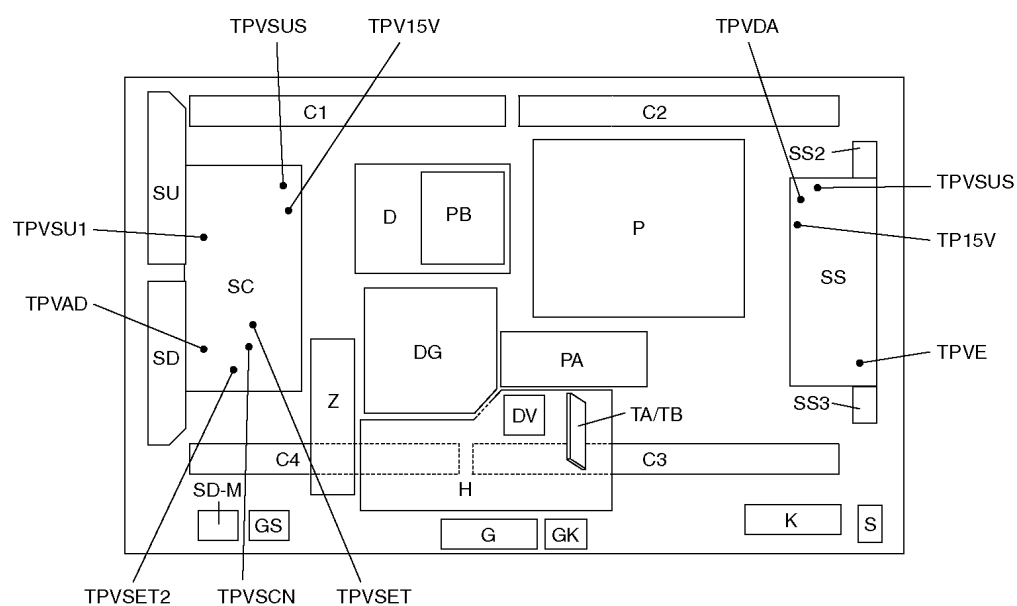 TPVSUS
TPV15V
TPVDA
C1
C2
SS2
SU
D
PB
P
TPVSUS
TPVSU1
TP15V
SC
SS
TPVAD
SD
DG
PA
TPVE
Z
DV
TA/TB
SS3
C4
C3
SD-M
H
GS
G
GK
K
S
TPVSET2
TPVSCN
TPVSET